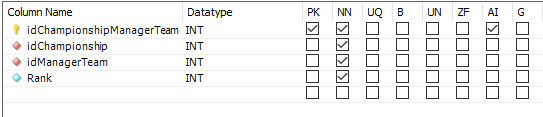 Column Name Datatype PK NN UQ B UN ZF AI G
idChampionshipManagerTeam INT
idChampionship INT
idManagerTeam INT
Rank INT